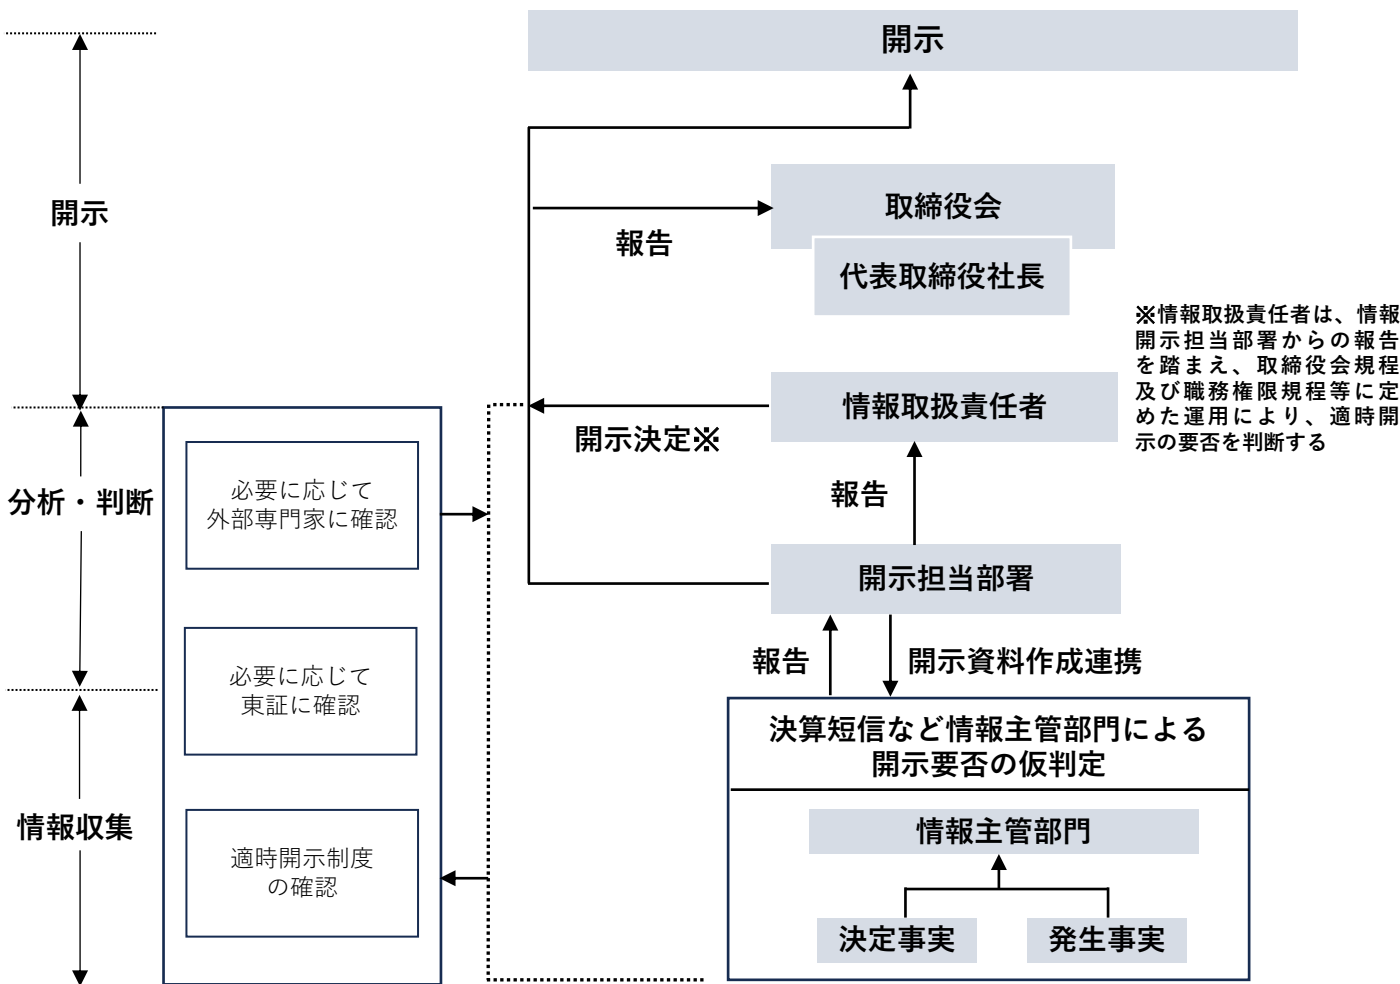 開示
開示
取締役会
報告
代表取締役社長
※情報取扱責任者は、情報
開示担当部署からの報告
を踏まえ、取締役会規程
及び職務権限規程等に定
めた運用により、適時開
示の要否を判断する
情報取扱責任者
開示決定※
分析・判断
必要に応じて
外部専門家に確認
報告
開示担当部署
報告
開示資料作成連携
必要に応じて
東証に確認
決算短信など情報主管部門による
開示要否の仮判定
情報収集
適時開示制度
の確認
情報主管部門
決定事実
発生事実